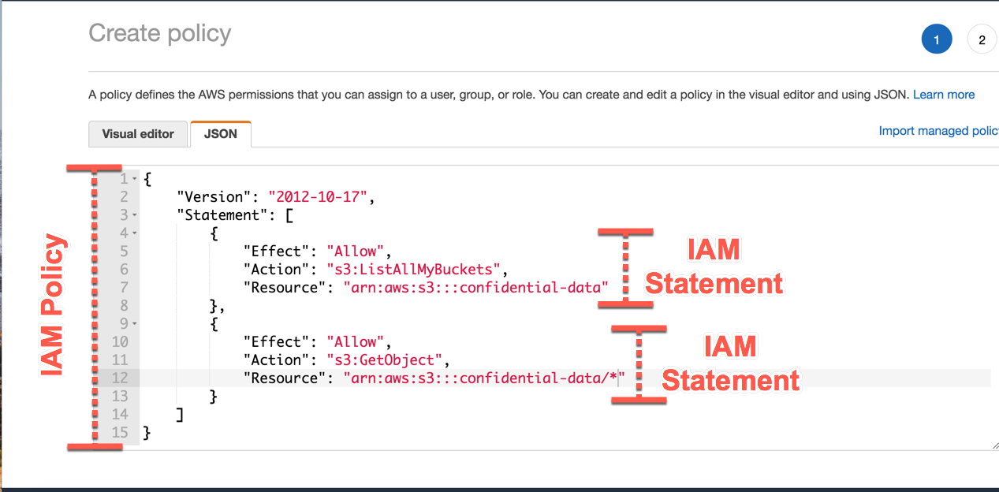 Create policy
1
2
A policy defines the AWS permissions that you can assign to a user, group, or role. You can create and edit a policy in the visual editor and using JSON. Learn more
Visual editor
JSON
Import managed polic
IAM Policy
1 {
2 "Version": "2012-10-17",
3 "Statement": [
4 {
5 "Effect": "Allow",
6 "Action": "s3:ListAllMyBuckets",
7 "Resource": "arn:aws:s3:::confidential-data"
8 },
9 {
10 "Effect": "Allow",
11 "Action": "s3:GetObject",
12 "Resource": "arn:aws:s3:::confidential-data/*"
13 }
14 ]
15 }
IAM
Statement
IAM
Statement